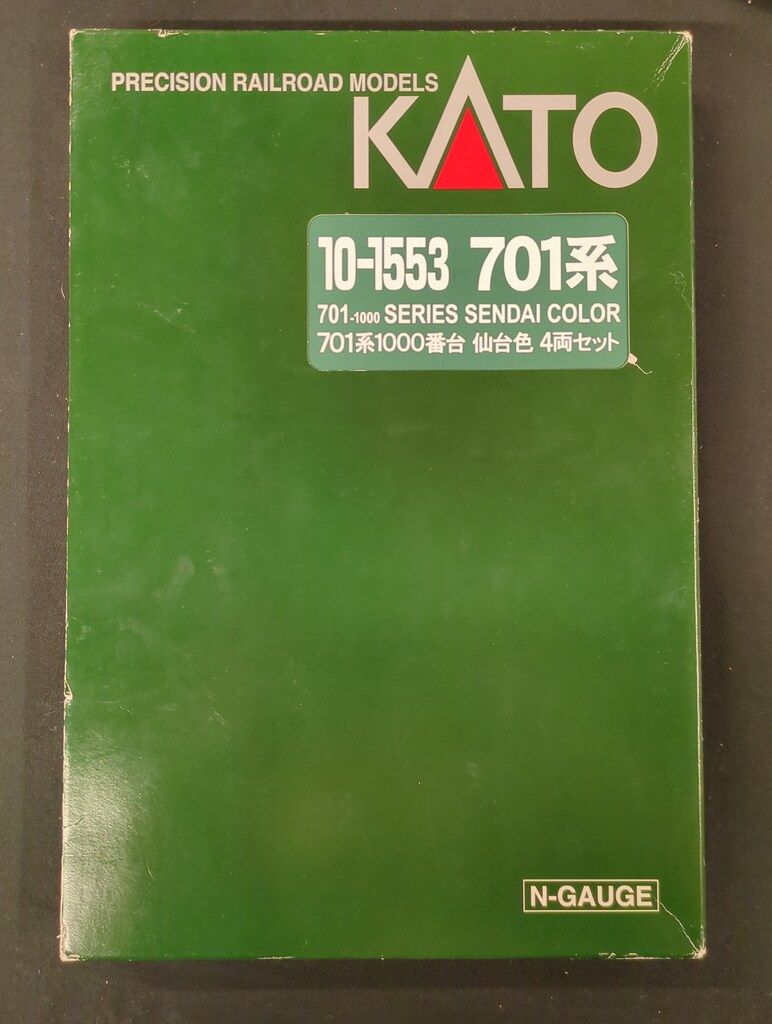 PRECISION RAILROAD MODELS
KATO
10-1553 701系
701-1000 SERIES SENDAI COLOR
701系1000番台 仙台色 4両セット
N-GAUGE